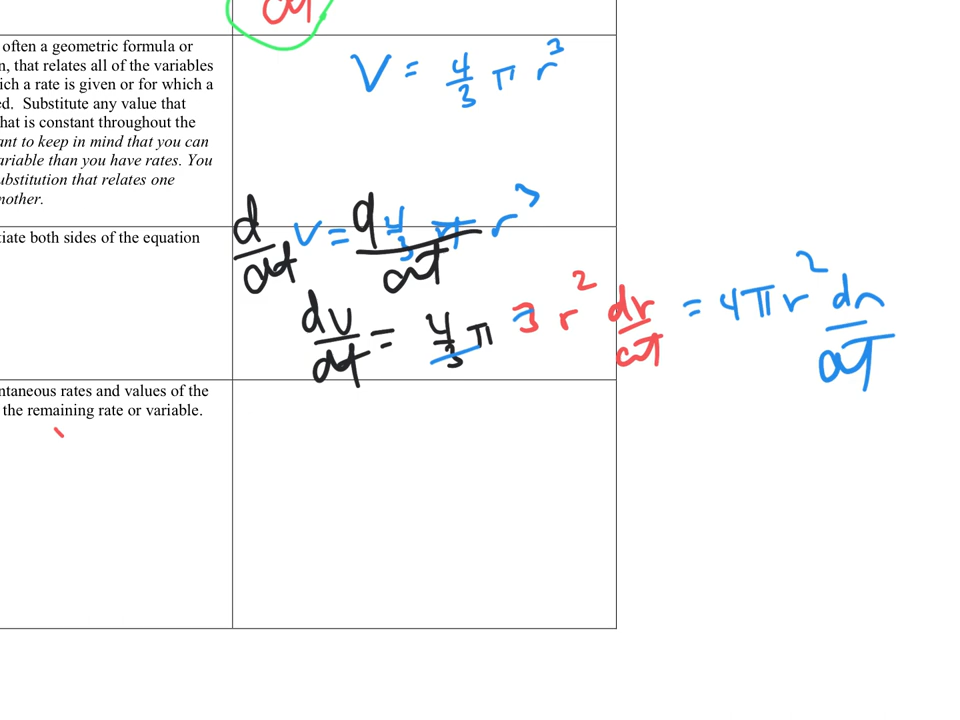 dt
often a geometric formula or
n, that relates all of the variables
ich a rate is given or for which a
ed. Substitute any value that
hat is constant throughout the
ant to keep in mind that you can
ariable than you have rates. You
ubstitution that relates one
nother.
V = 4/3 π r³
tiate both sides of the equation
d/dt V = d 4/3 π r³ / dt
dv/dt = 4/3 π 3 r² dr/dt = 4πr² dr/dt
ntaneous rates and values of the
the remaining rate or variable.